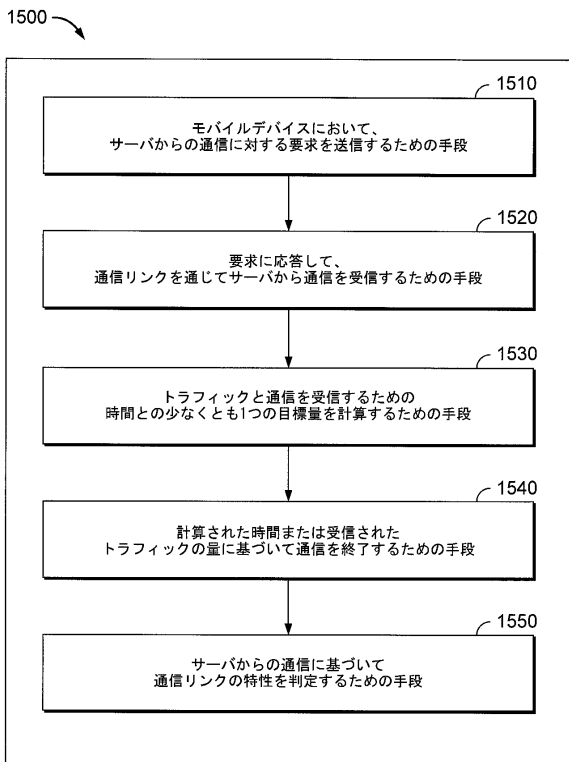 1500
1510
モバイルデバイスにおいて、
サーバからの通信に対する要求を送信するための手段
1520
要求に応答して、
通信リンクを通じてサーバから通信を受信するための手段
1530
トラフィックと通信を受信するための
時間との少なくとも1つの目標量を計算するための手段
1540
計算された時間または受信された
トラフィックの量に基づいて通信を終了するための手段
1550
サーバからの通信に基づいて
通信リンクの特性を判定するための手段